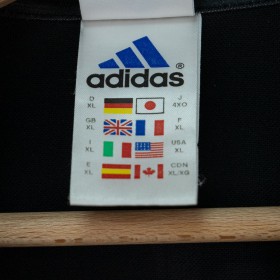 adidas ®
D XL J 4XO
GB XL F XL
I XL USA XL
E XL CDN XL/XG